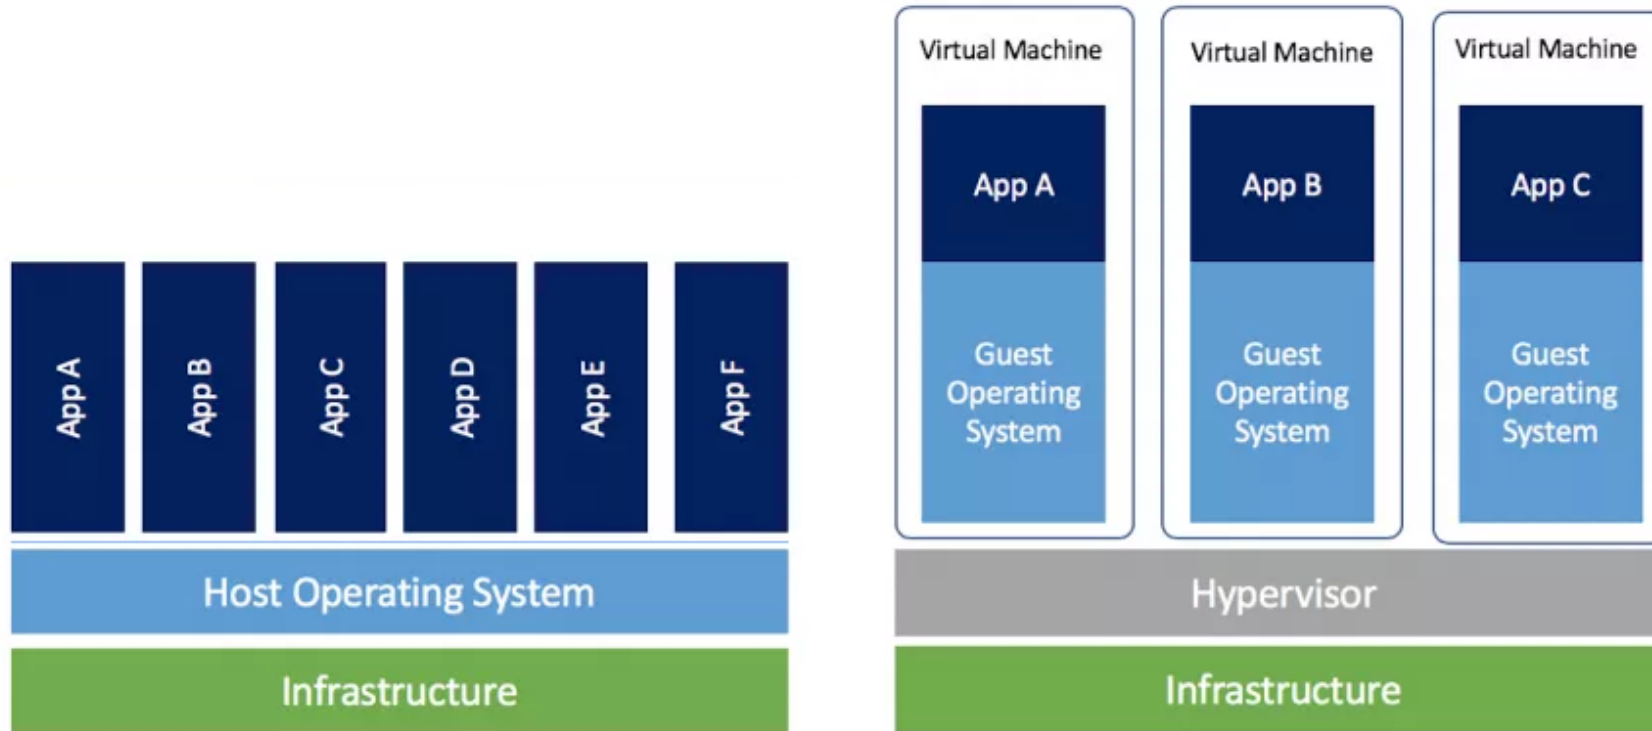 App A
App B
App C
App D
App E
App F
Host Operating System
Infrastructure
Virtual Machine
App A
Guest
Operating
System
Virtual Machine
App B
Guest
Operating
System
Virtual Machine
App C
Guest
Operating
System
Hypervisor
Infrastructure